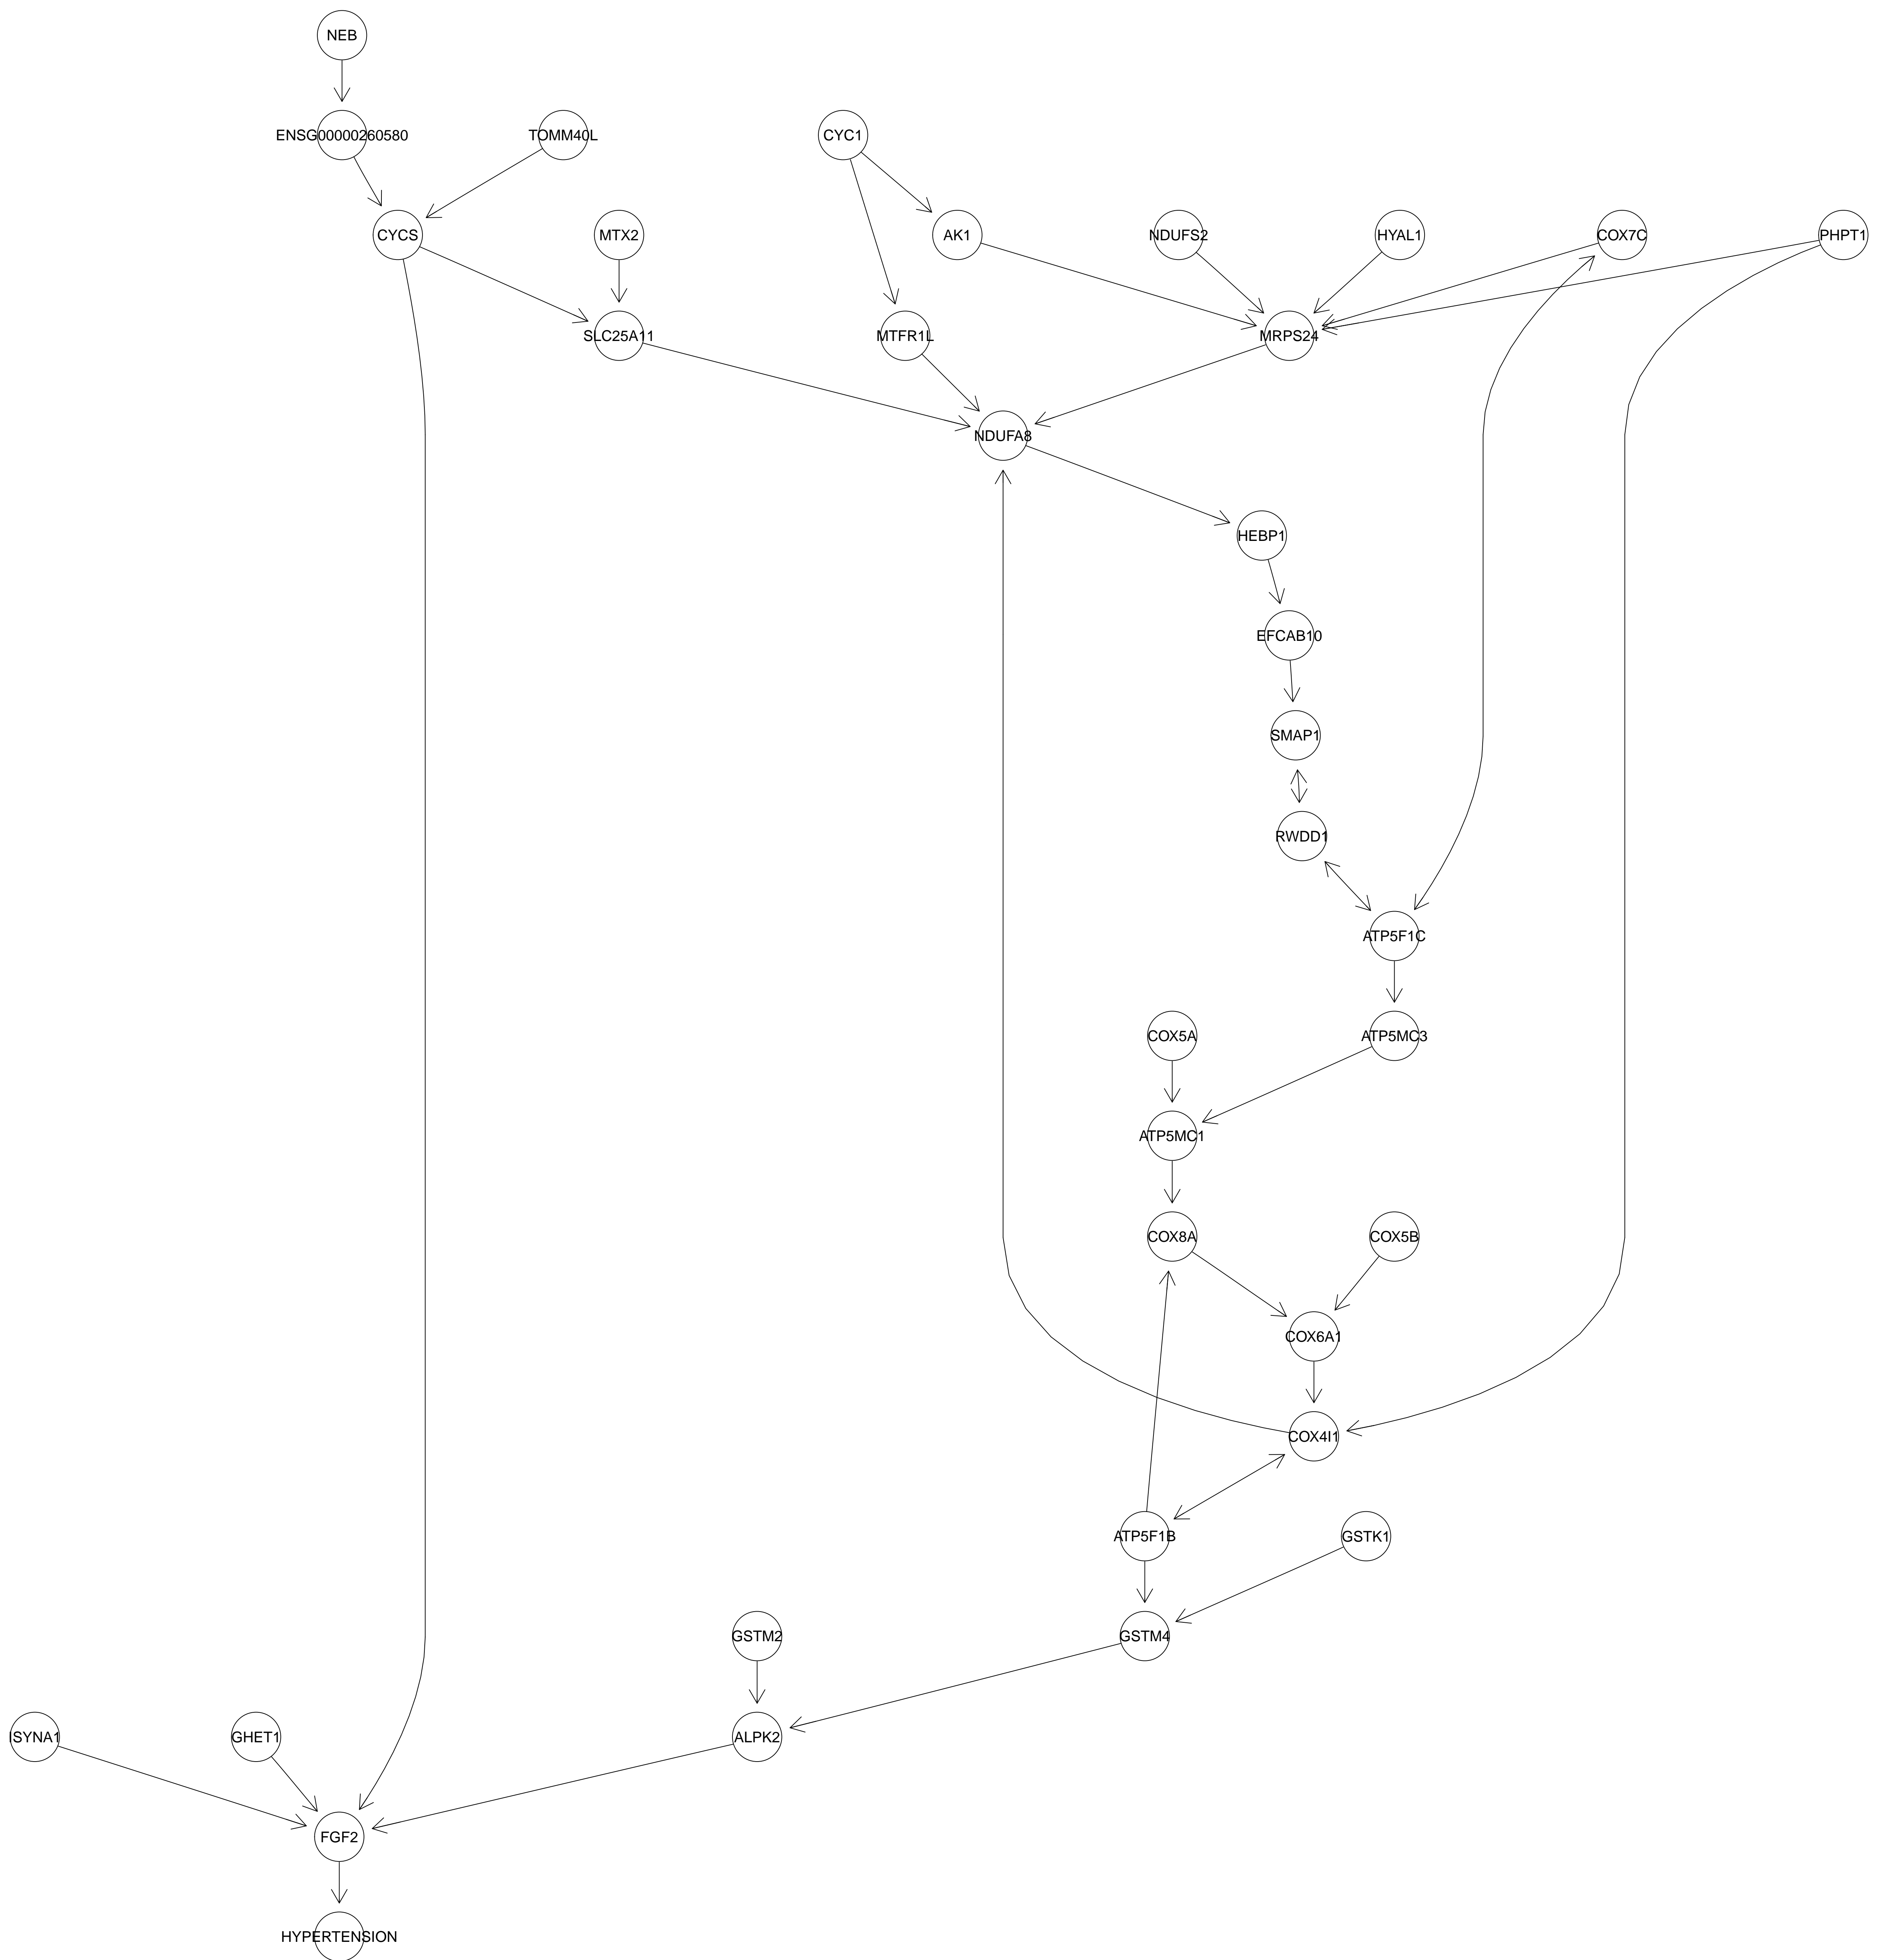 NEB
ENSG00000260580
TOMM40L
CYC1
CYCS
MTX2
AK1
NDUFS2
HYAL1
COX7C
PHPT1
SLC25A11
MTFR1L
MRPS24
NDUFA8
HEBP1
EFCAB10
SMAP1
RWDD1
ATP5F1C
COX5A
ATP5MC3
ATP5MC1
COX8A
COX5B
COX6A1
COX4I1
ATP5F1B
GSTK1
GSTM2
GSTM4
ISYNA1
GHET1
ALPK2
FGF2
HYPERTENSION